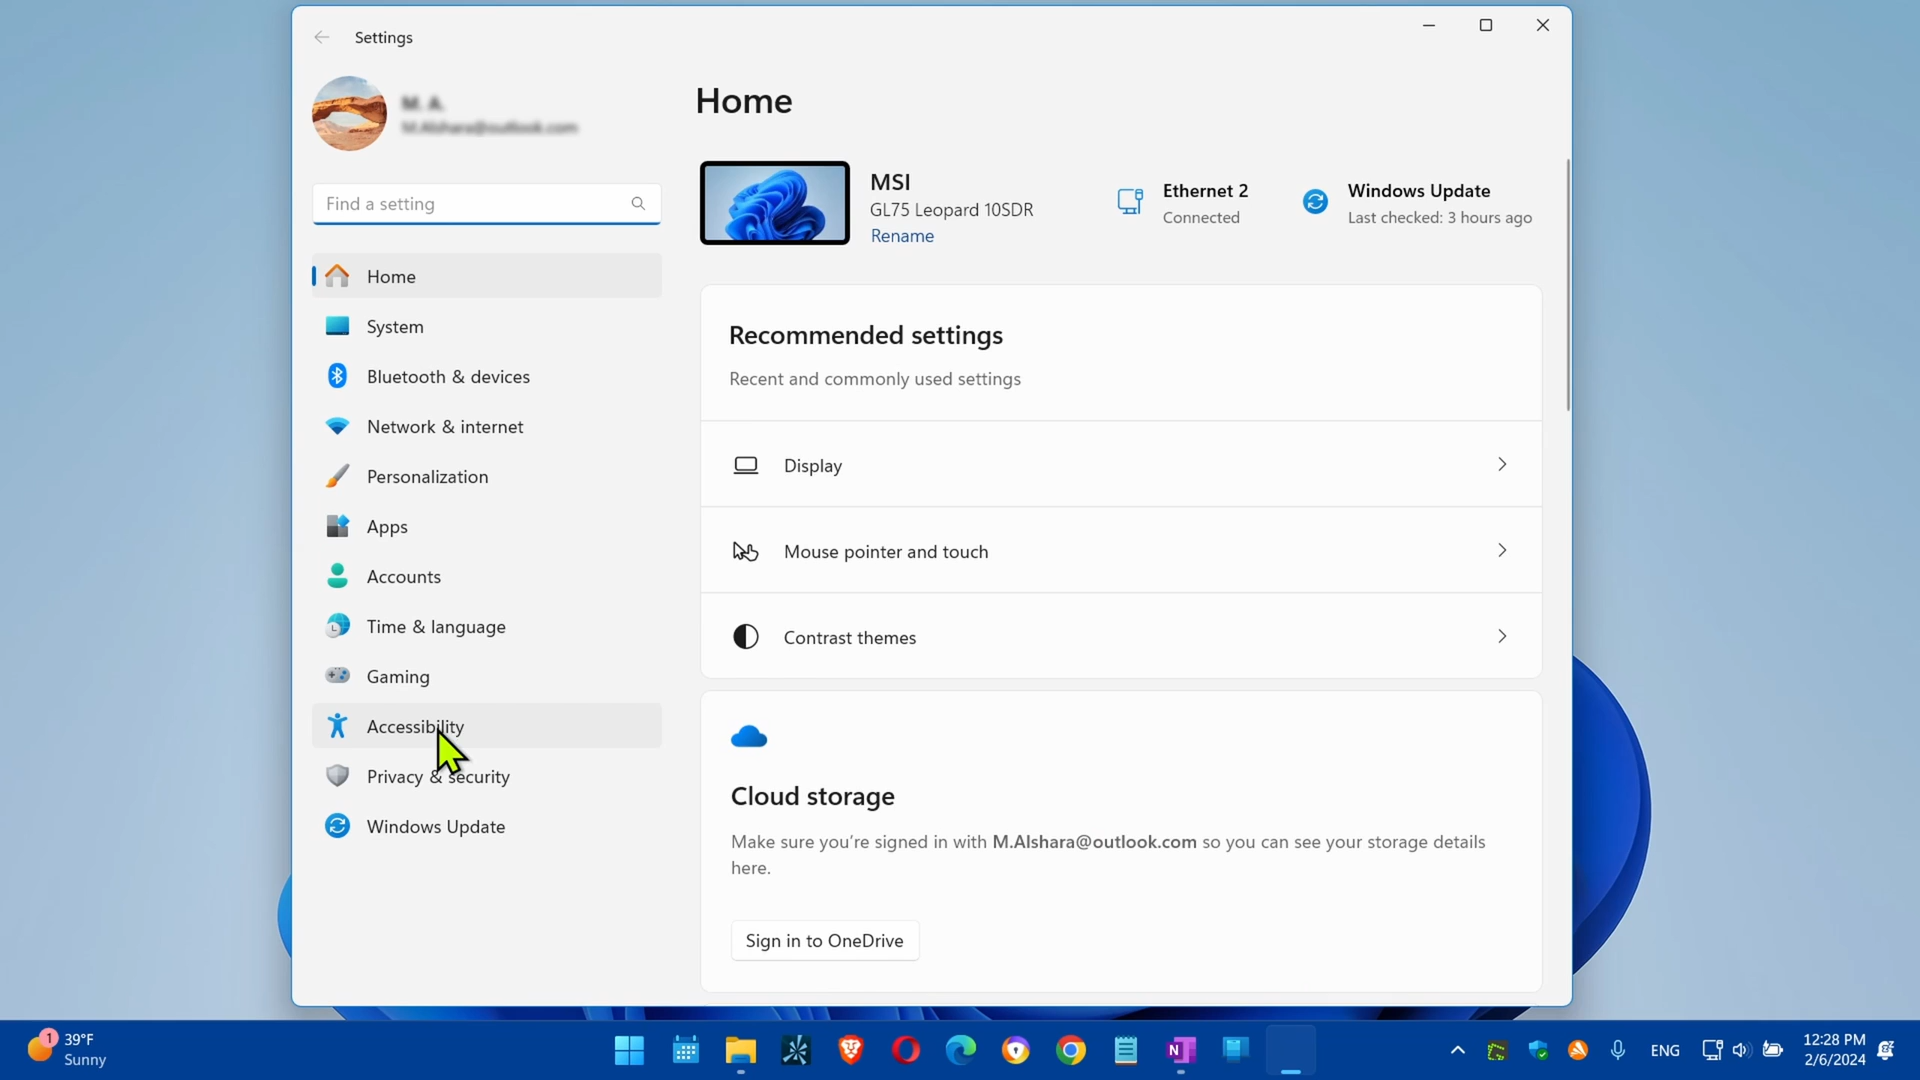 Settings
Home
Find a setting
MSI
GL75 Leopard 10SDR
Rename
Ethernet 2
Connected
Windows Update
Last checked: 3 hours ago
Home
System
Bluetooth & devices
Network & internet
Personalization
Apps
Accounts
Time & language
Gaming
Accessibility
Privacy & security
Windows Update
Recommended settings
Recent and commonly used settings
Display
Mouse pointer and touch
Contrast themes
Cloud storage
Make sure you're signed in with M.Alshara@outlook.com so you can see your storage details
here.
Sign in to OneDrive
1
39°F
Sunny
N
ENG
12:28 PM
2/6/2024